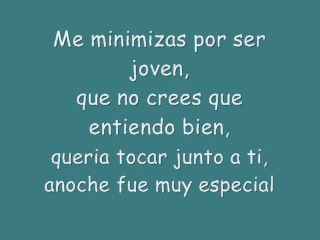 Me minimizas por ser
joven,
que no crees que
entiendo bien,
queria tocar junto a ti,
anoche fue muy especial